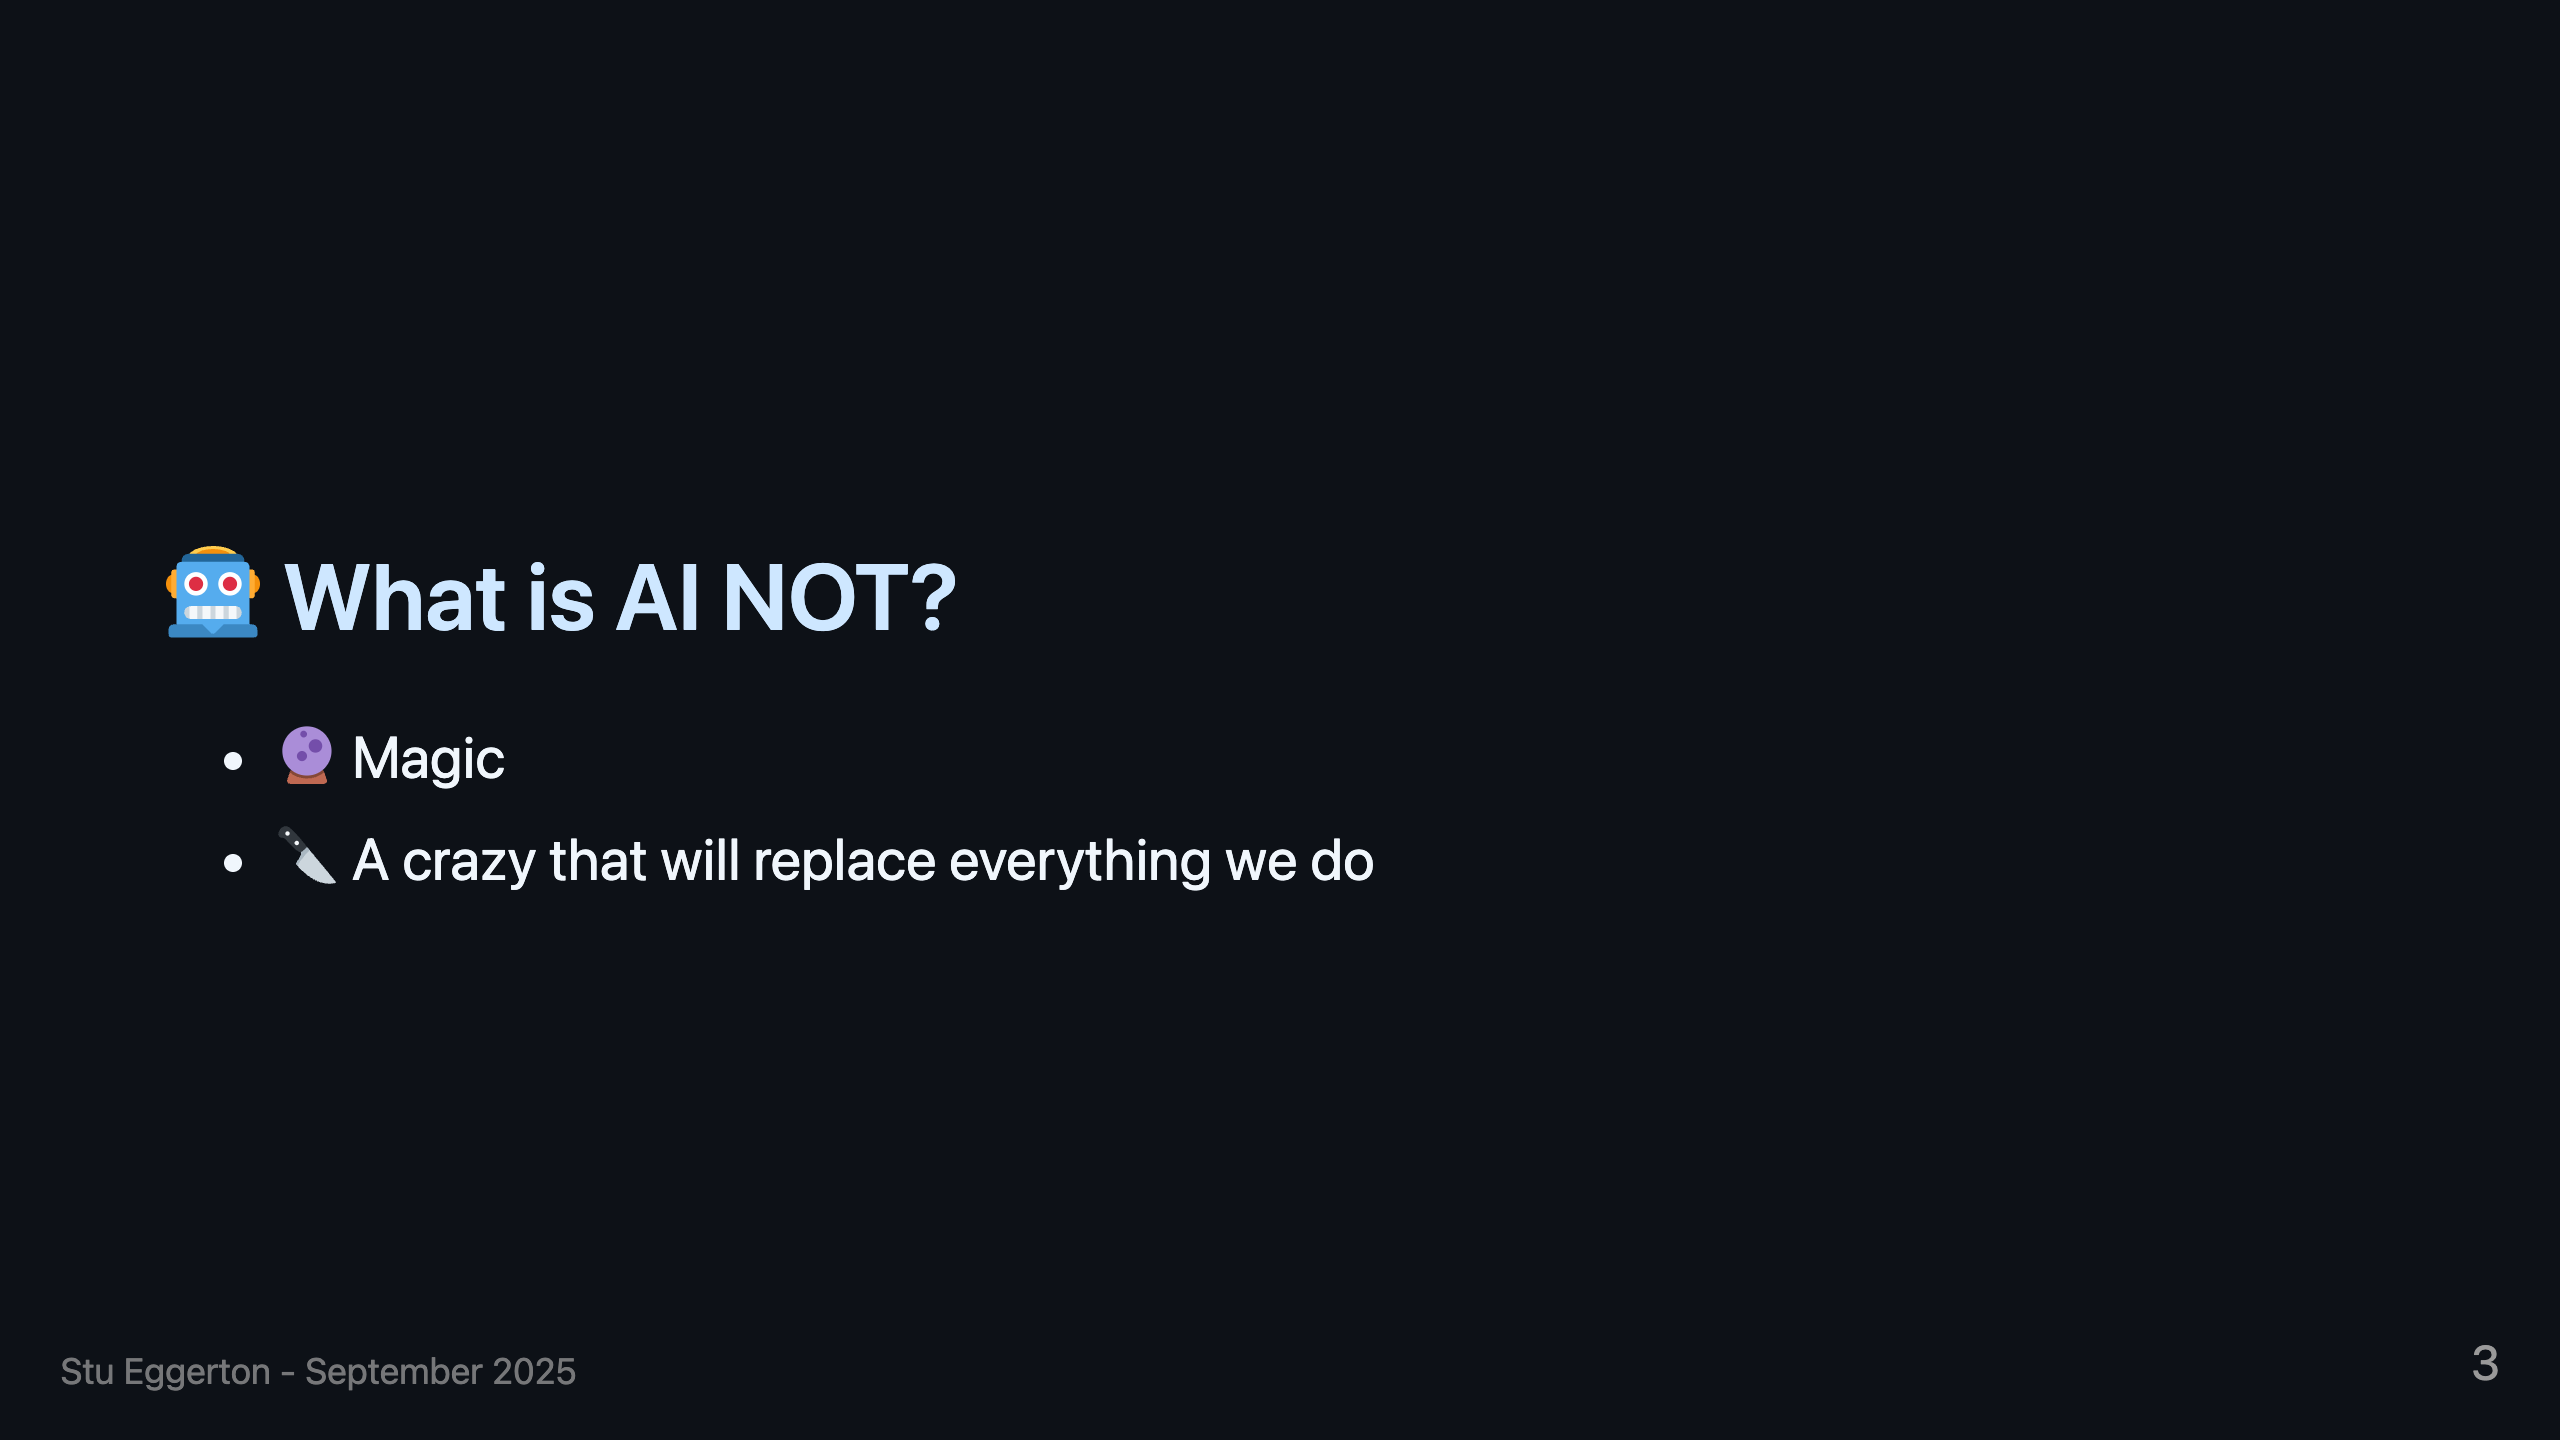 🤖 What is AI NOT?
• 🔮 Magic
• 🔪 A crazy that will replace everything we do
Stu Eggerton - September 2025
3